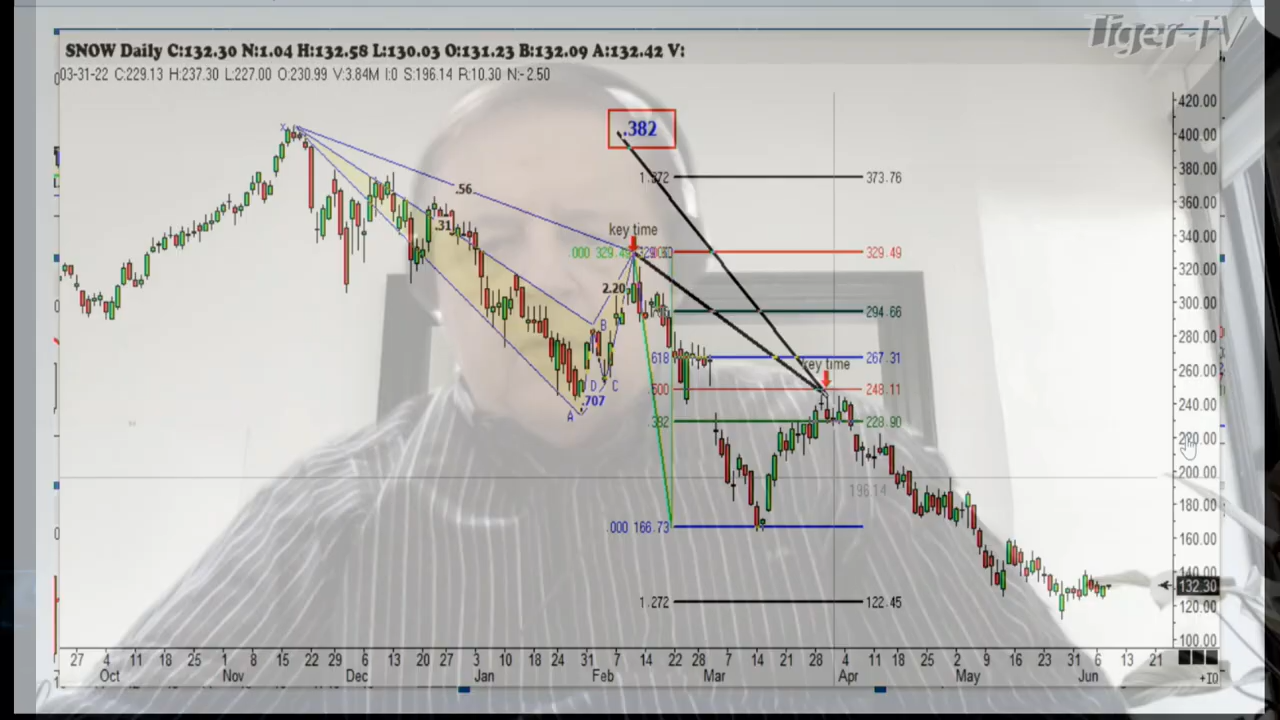 Tiger-TV
SNOW Daily C:132.30 N:1.04 H:132.58 L:130.03 O:131.23 B:132.09 A:132.42 V:
03-31-22 C:229.13 H:237.30 L:227.00 O:230.99 V:3.84M I:0 S:196.14 R:10.30 N:-2.50
420.00
.382
400.00
X
380.00
1.272 373.76
.56
360.00
.31
key time
340.00
.000 329.49 329.49
320.00
2.20
300.00
294.66
B
280.00
.618 267.31
key time
260.00
D C
.500 248.11
.707
240.00
A
.382 228.90
220.00
200.00
196.14
180.00
.000 166.73
160.00
140.00
132.30
1.272 122.45
120.00
100.00
27 4 11 18 25 1 8 15 22 29 6 13 20 27 3 10 18 24 31 7 14 22 28 7 14 21 28 4 11 18 25 2 9 16 23 31 6 13 21
Oct Nov Dec Jan Feb Mar Apr May Jun +10